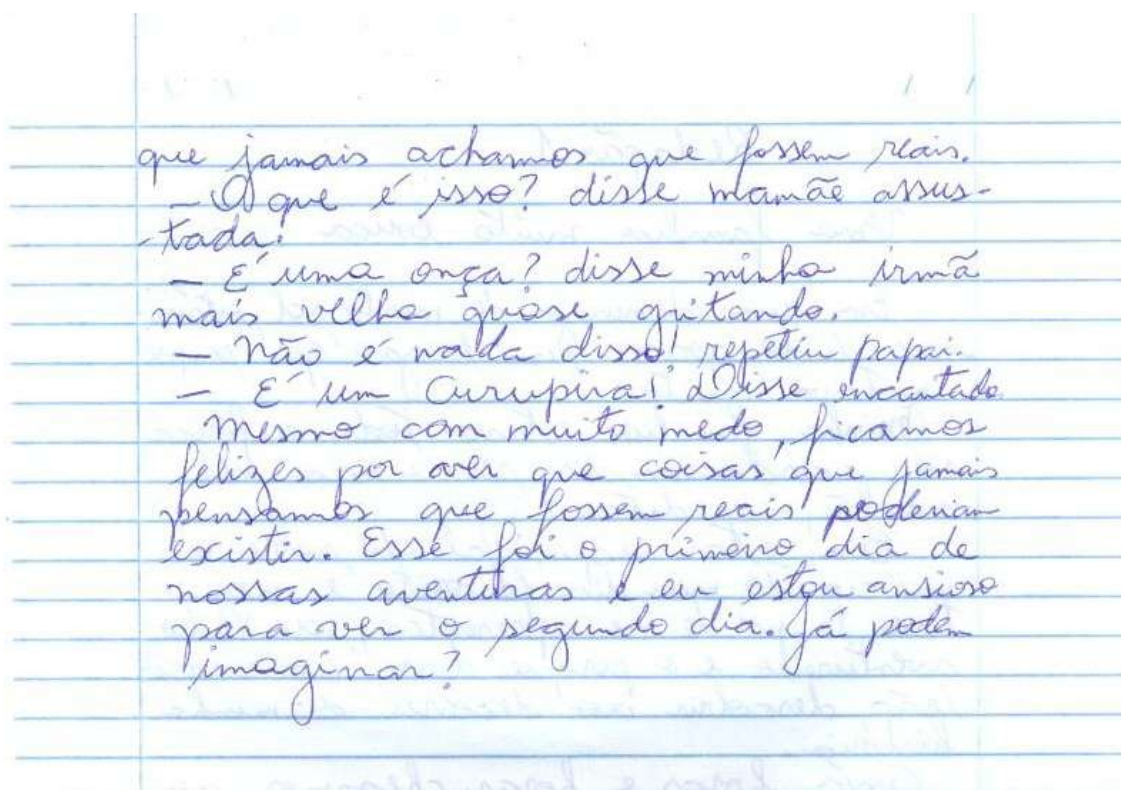 que jamais achamos que fossem reais.
— O que é isso? disse mamãe assus-
tada.
— É uma onça? disse minha irmã
mais velha quase gritando.
— Não é nada disso! repetiu papai.
— É um Curupira! Disse encantado
Mesmo com muito medo, ficamos
felizes por ver que coisas que jamais
pensamos que fossem reais poderiam
existir. Esse foi o primeiro dia de
nossas aventuras e eu estou ansioso
para ver o segundo dia. Já podem
imaginar?